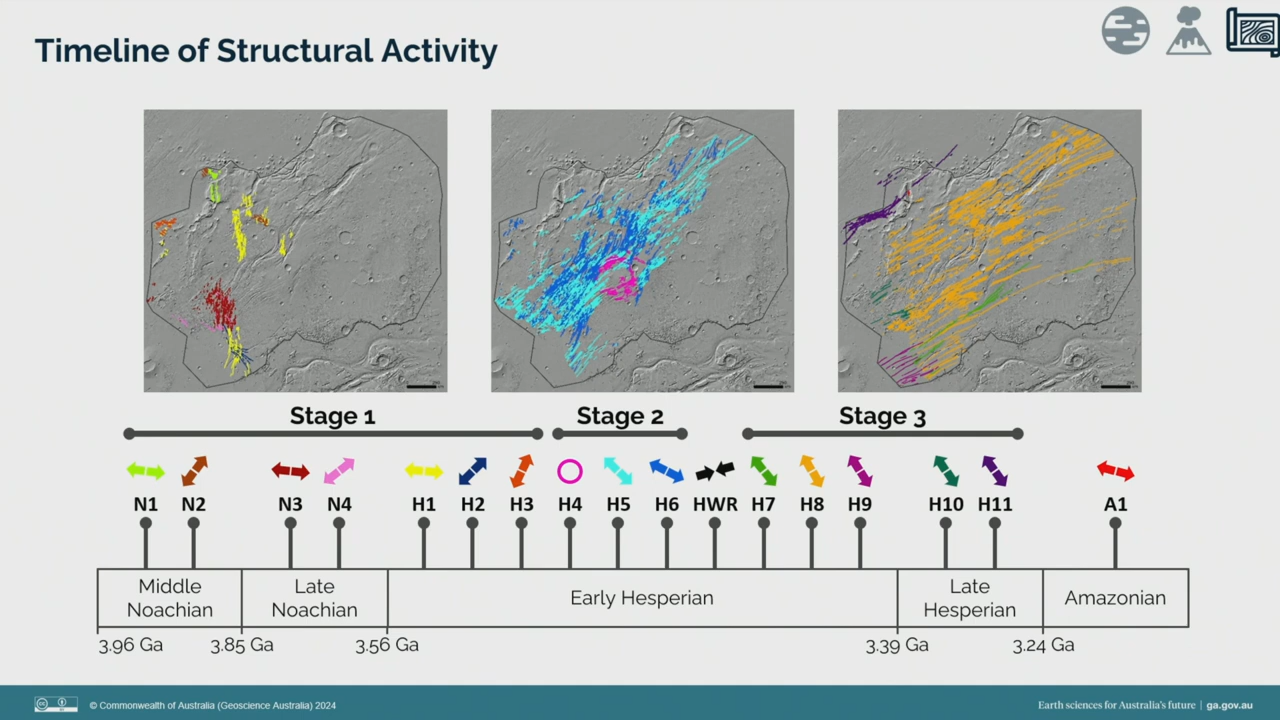 Timeline of Structural Activity
Stage 1
Stage 2
Stage 3
N1
N2
N3
N4
H1
H2
H3
H4
H5
H6
HWR
H7
H8
H9
H10
H11
A1
Middle
Noachian
Late
Noachian
Early Hesperian
Late
Hesperian
Amazonian
3.96 Ga
3.85 Ga
3.56 Ga
3.39 Ga
3.24 Ga
© Commonwealth of Australia (Geoscience Australia) 2024
Earth sciences for Australia's future | ga.gov.au